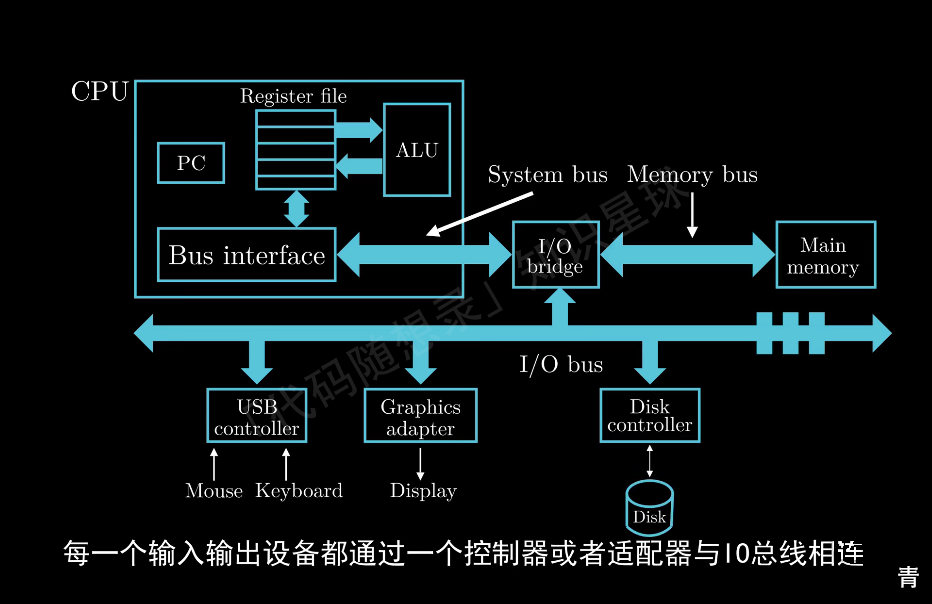 CPU
Register file
PC
ALU
System bus
Memory bus
Bus interface
I/O
bridge
Main
memory
「代码随想录」知识星球
I/O bus
USB
controller
Graphics
adapter
Disk
controller
Mouse
Keyboard
Display
Disk
每一个输入输出设备都通过一个控制器或者适配器与IO总线相连
青